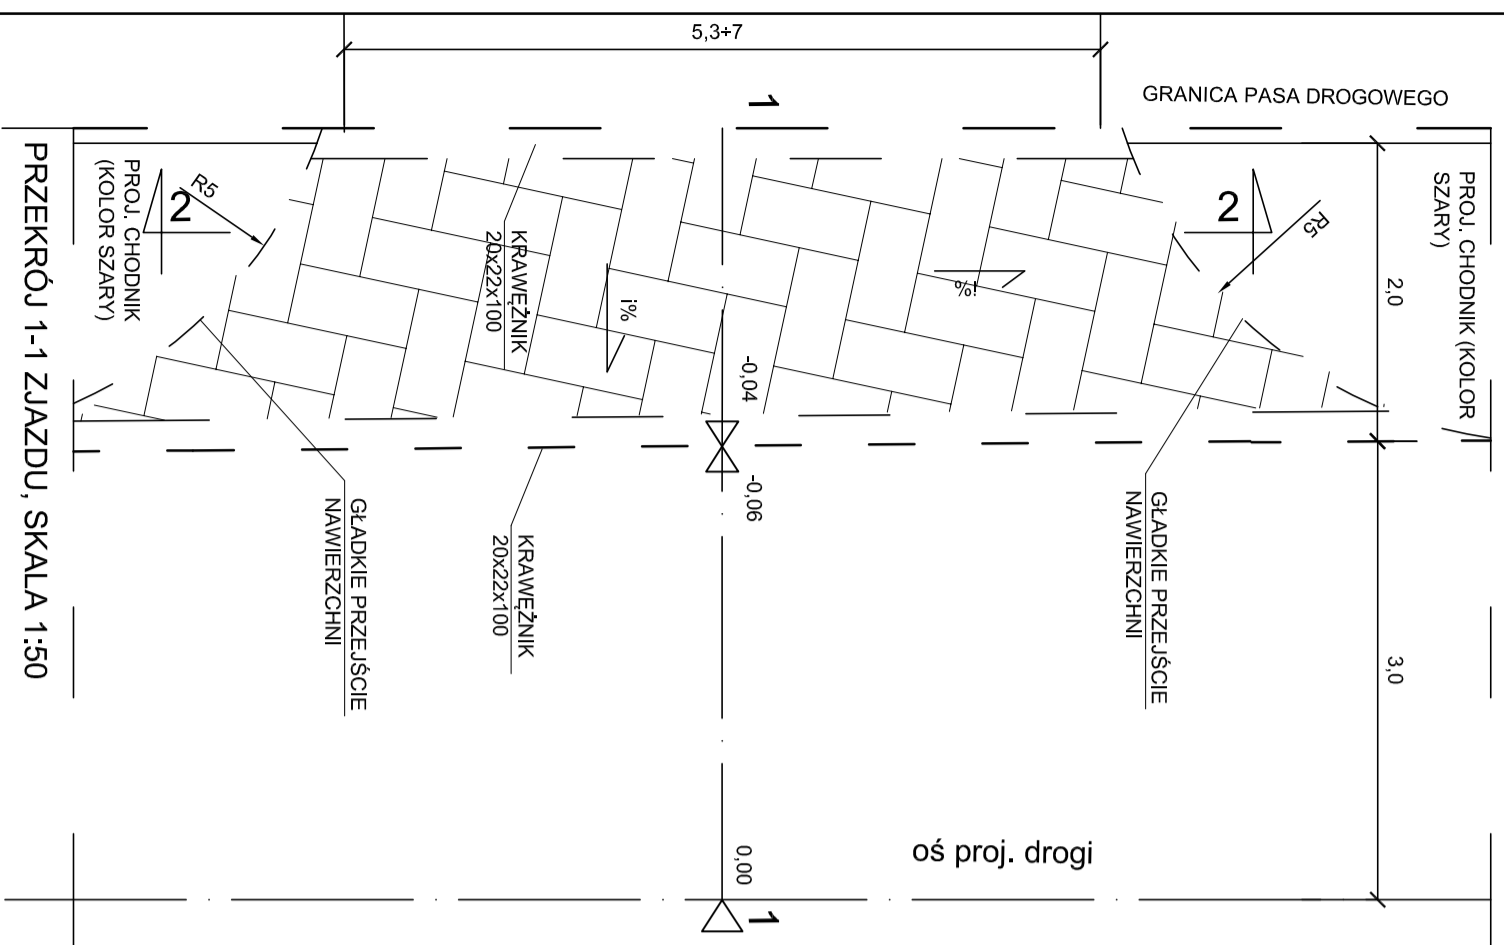 5,3÷7
GRANICA PASA DROGOWEGO
1
PROJ. CHODNIK (KOLOR
SZARY)
R5
2
2,0
i%
R5
2
PROJ. CHODNIK
(KOLOR SZARY)
KRAWĘŻNIK
20x22x100
i%
-0,04
-0,06
GŁADKIE PRZEJŚCIE
NAWIERZCHNI
KRAWĘŻNIK
20x22x100
GŁADKIE PRZEJŚCIE
NAWIERZCHNI
3,0
oś proj. drogi
0,00
1
PRZEKRÓJ 1-1 ZJAZDU, SKALA 1:50